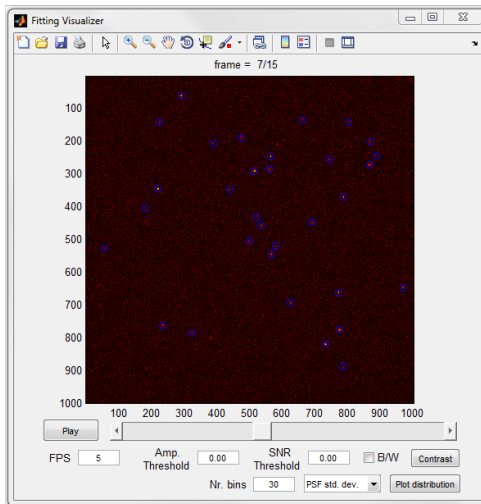 Fitting Visualizer
frame = 7/15
100
200
300
400
500
600
700
800
900
1000
100 200 300 400 500 600 700 800 900 1000
Play
FPS 5 Amp. Threshold 0.00 SNR Threshold 0.00 B/W Contrast
Nr. bins 30 PSF std. dev. Plot distribution